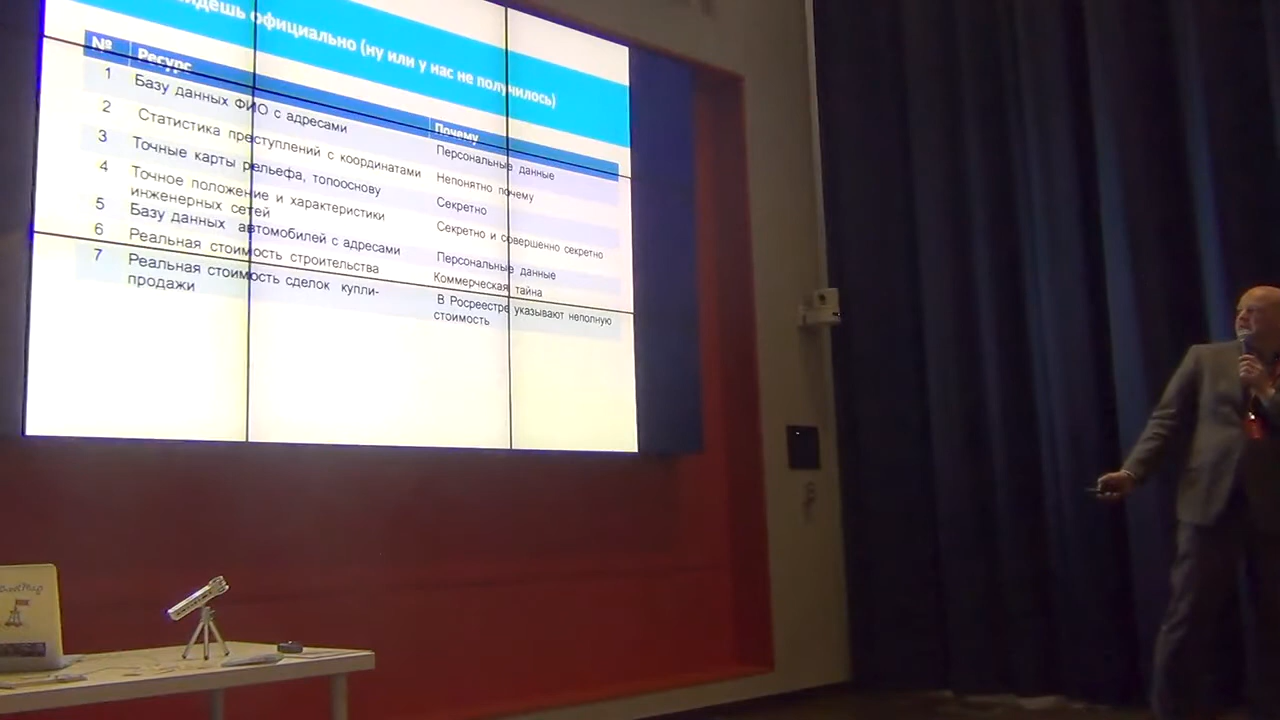 официально (ну или у нас не получилось)
№ Ресурс Почему
1 Базу данных ФИО с адресами Персональные данные
2 Статистика преступлений с координатами Непонятно почему
3 Точные карты рельефа, топооснову Секретно
4 Точное положение и характеристики Секретно и совершенно секретно
инженерных сетей
5 Базу данных автомобилей с адресами Персональные данные
6 Реальная стоимость строительства Коммерческая тайна
7 Реальная стоимость сделок купли- В Росреестре указывают неполную
продажи стоимость